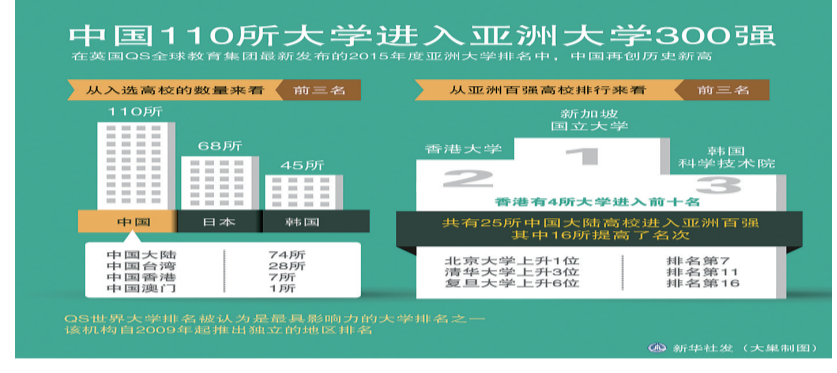 中国110所大学进入亚洲大学300强
在英国QS全球教育集团最新发布的2015年度亚洲大学排名中，中国再创历史新高
从入选高校的数量来看 前三名
110所
68所
45所
中国 日本 韩国
中国大陆 74所
中国台湾 28所
中国香港 7所
中国澳门 1所
从亚洲百强高校排行来看 前三名
新加坡
国立大学
香港大学
韩国
科学技术院
1
2
3
香港有4所大学进入前十名
共有25所中国大陆高校进入亚洲百强
其中16所提高了名次
北京大学上升1位 排名第7
清华大学上升3位 排名第11
复旦大学上升6位 排名第16
QS世界大学排名被认为是最具影响力的大学排名之一
该机构自2009年起推出独立的地区排名
新华社发（大巢制图）